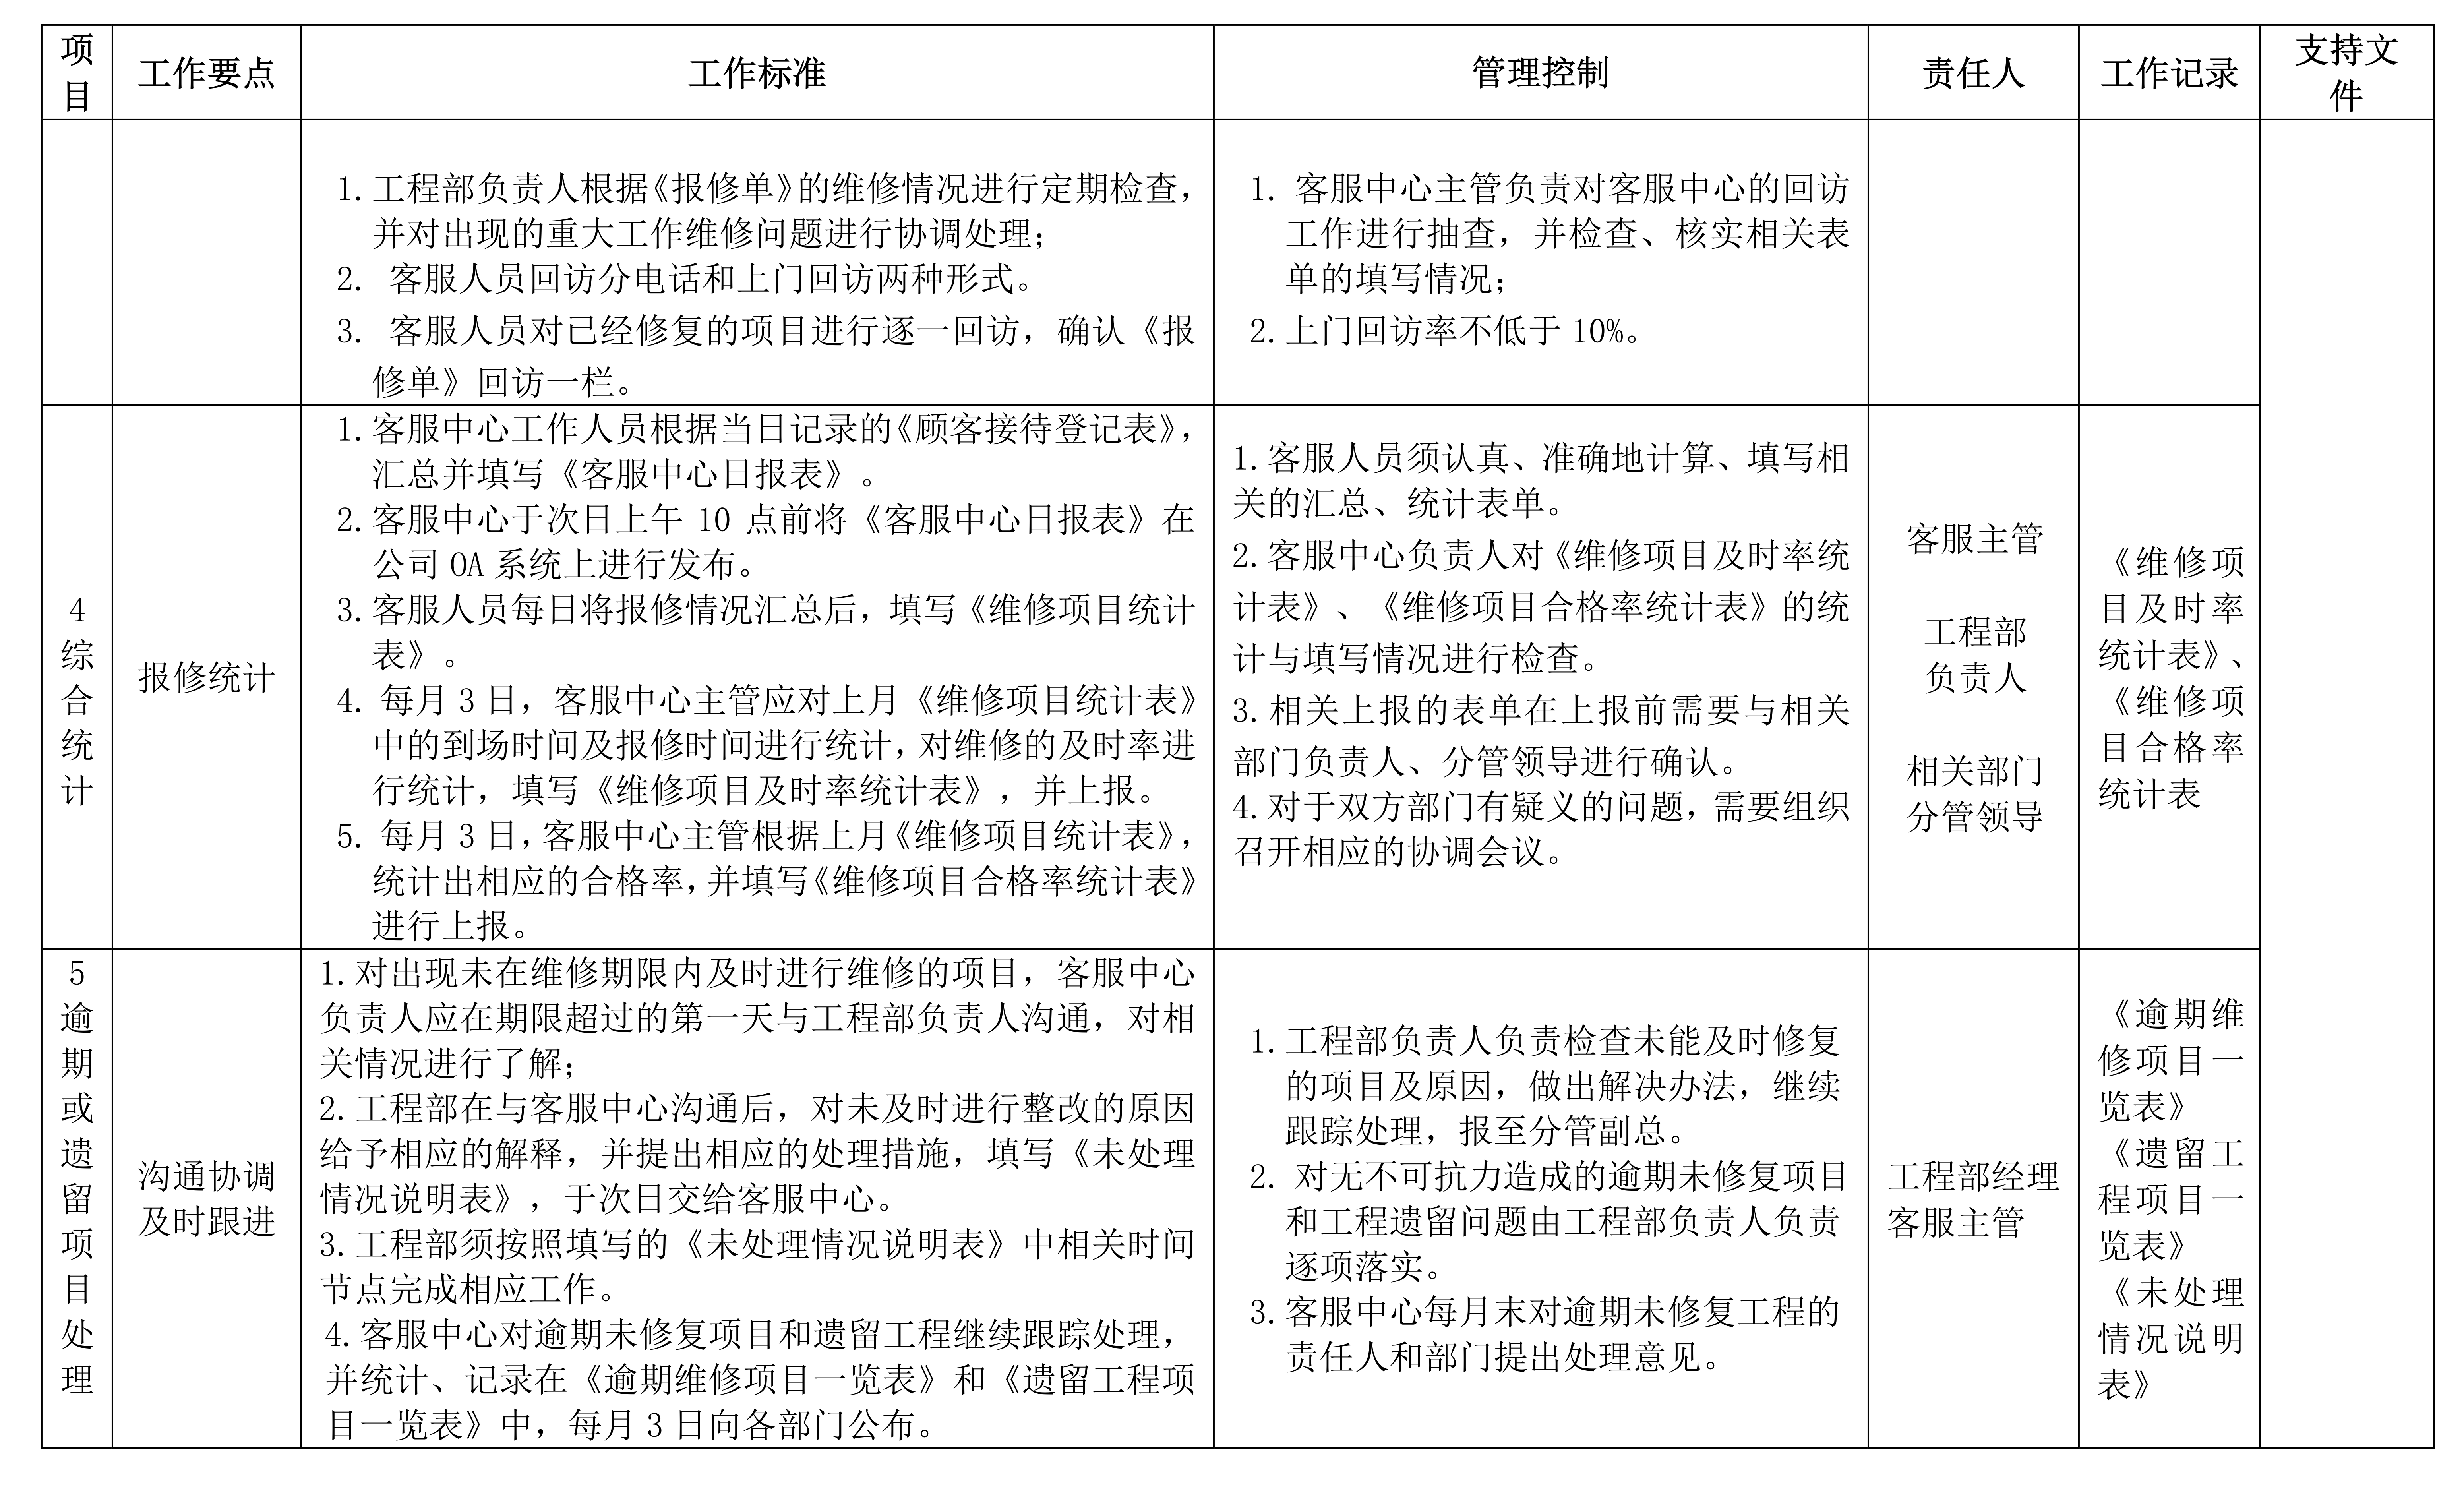 项
目
工作要点
工作标准
管理控制
责任人
工作记录
支持文
件
1.工程部负责人根据《报修单》的维修情况进行定期检查，
并对出现的重大工作维修问题进行协调处理；
2. 客服人员回访分电话和上门回访两种形式。
3. 客服人员对已经修复的项目进行逐一回访，确认《报
修单》回访一栏。
1. 客服中心主管负责对客服中心的回访
工作进行抽查，并检查、核实相关表
单的填写情况；
2.上门回访率不低于 10%。
4
综
合
统
计
报修统计
1.客服中心工作人员根据当日记录的《顾客接待登记表》，
汇总并填写《客服中心日报表》。
2.客服中心于次日上午 10 点前将《客服中心日报表》在
公司 OA 系统上进行发布。
3.客服人员每日将报修情况汇总后，填写《维修项目统计
表》。
4. 每月 3 日，客服中心主管应对上月《维修项目统计表》
中的到场时间及报修时间进行统计，对维修的及时率进
行统计，填写《维修项目及时率统计表》，并上报。
5. 每月 3 日，客服中心主管根据上月《维修项目统计表》，
统计出相应的合格率，并填写《维修项目合格率统计表》
进行上报。
1.客服人员须认真、准确地计算、填写相
关的汇总、统计表单。
2.客服中心负责人对《维修项目及时率统
计表》、《维修项目合格率统计表》的统
计与填写情况进行检查。
3.相关上报的表单在上报前需要与相关
部门负责人、分管领导进行确认。
4.对于双方部门有疑义的问题，需要组织
召开相应的协调会议。
客服主管
工程部
负责人
相关部门
分管领导
《维修项
目及时率
统计表》、
《维修项
目合格率
统计表
5
逾
期
或
遗
留
项
目
处
理
沟通协调
及时跟进
1.对出现未在维修期限内及时进行维修的项目，客服中心
负责人应在期限超过的第一天与工程部负责人沟通，对相
关情况进行了解；
2.工程部在与客服中心沟通后，对未及时进行整改的原因
给予相应的解释，并提出相应的处理措施，填写《未处理
情况说明表》，于次日交给客服中心。
3.工程部须按照填写的《未处理情况说明表》中相关时间
节点完成相应工作。
4.客服中心对逾期未修复项目和遗留工程继续跟踪处理，
并统计、记录在《逾期维修项目一览表》和《遗留工程项
目一览表》中，每月 3 日向各部门公布。
1.工程部负责人负责检查未能及时修复
的项目及原因，做出解决办法，继续
跟踪处理，报至分管副总。
2. 对无不可抗力造成的逾期未修复项目
和工程遗留问题由工程部负责人负责
逐项落实。
3.客服中心每月末对逾期未修复工程的
责任人和部门提出处理意见。
工程部经理
客服主管
《逾期维
修项目一
览表》
《遗留工
程项目一
览表》
《未处理
情况说明
表》